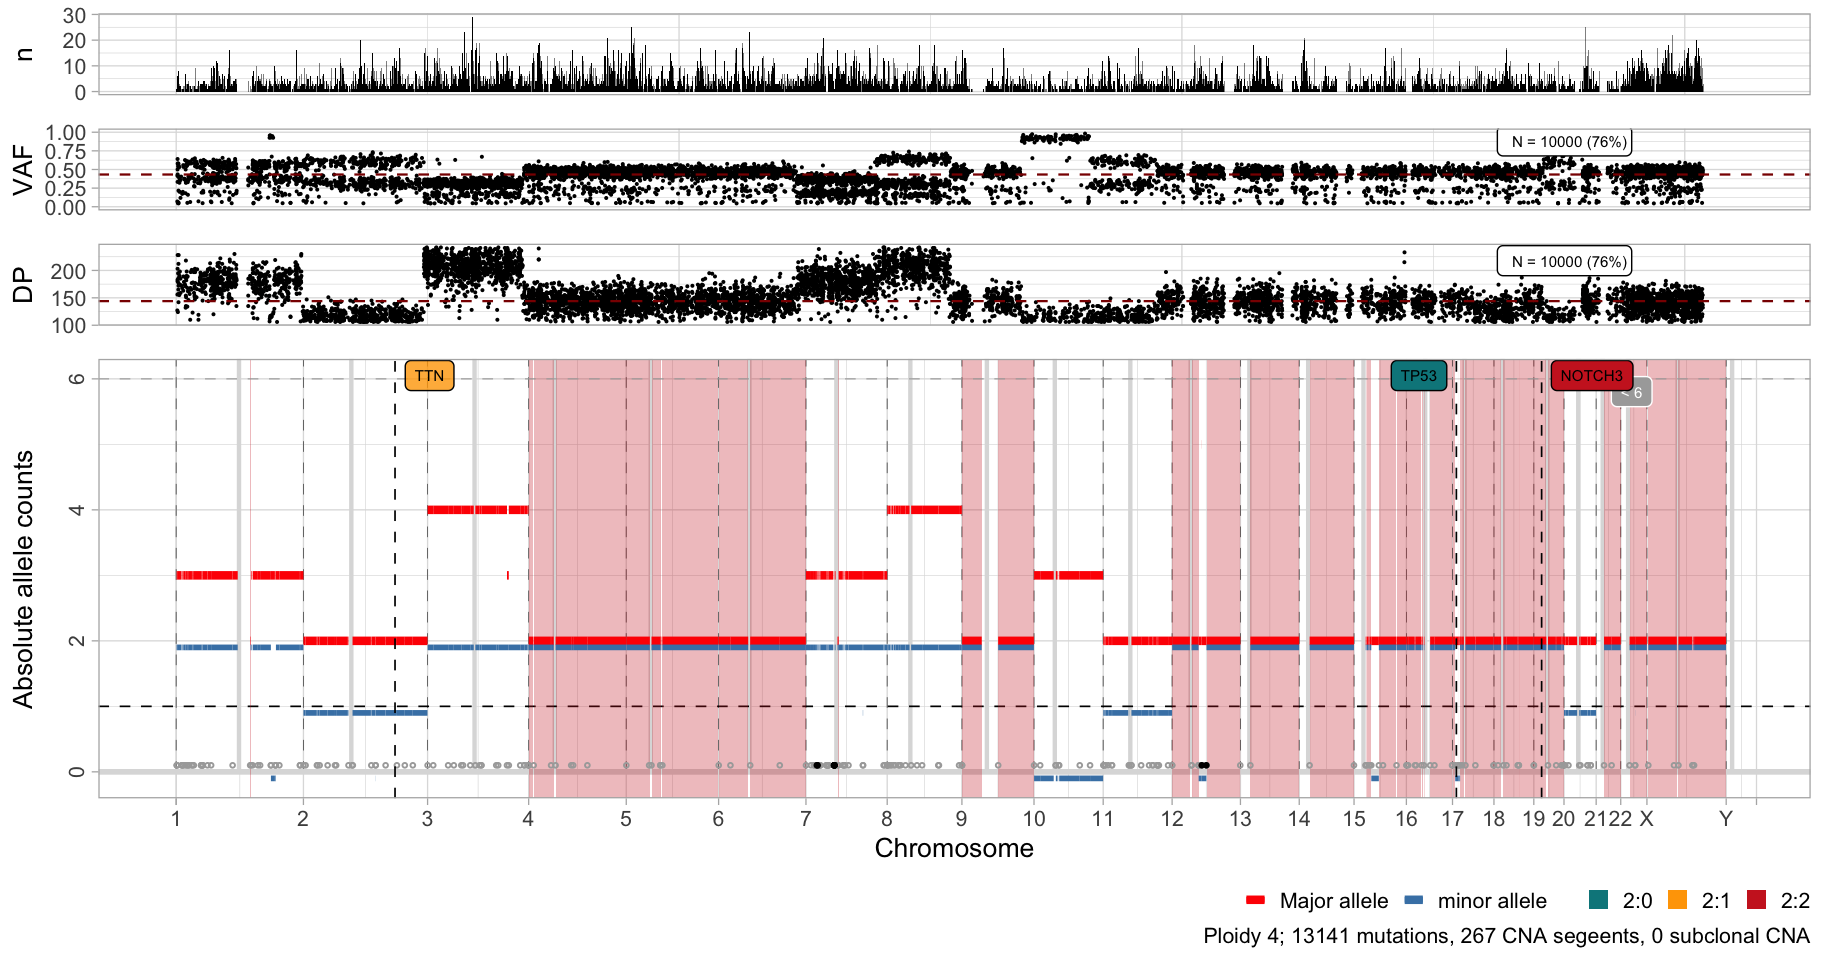 n
30
20
10
0
VAF
1.00
0.75
0.50
0.25
0.00
N = 10000 (76%)
DP
200
150
100
N = 10000 (76%)
Absolute allele counts
6
4
2
0
TTN
TP53
NOTCH3
< 6
1 2 3 4 5 6 7 8 9 10 11 12 13 14 15 16 17 18 19 20 21 22 X Y
Chromosome
Major allele minor allele 2:0 2:1 2:2
Ploidy 4; 13141 mutations, 267 CNA segeents, 0 subclonal CNA